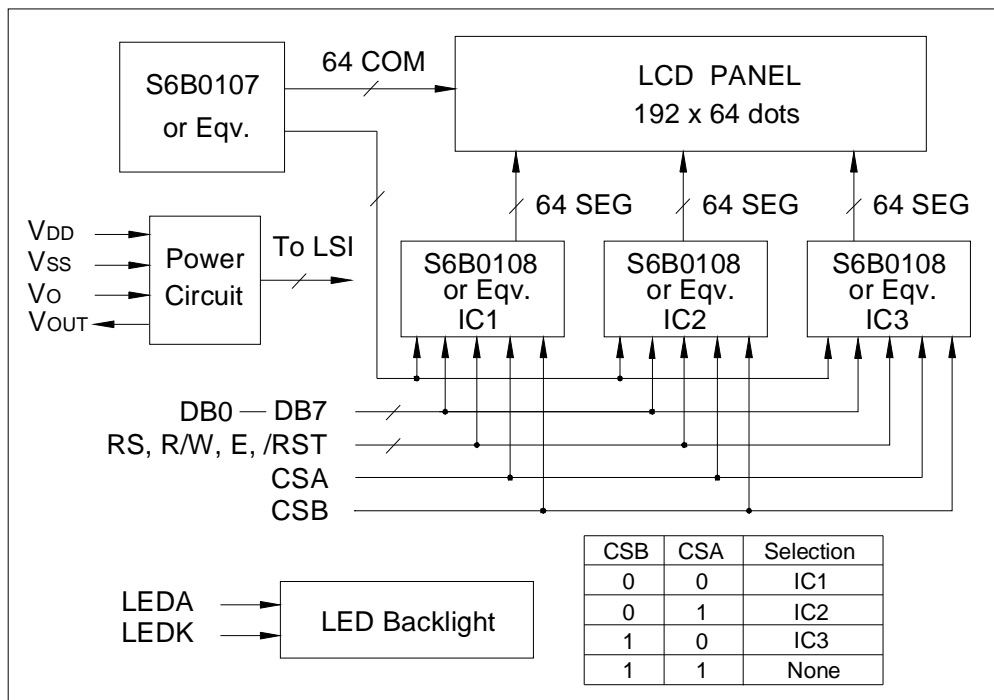 S6B0107
or Eqv.
64 COM
LCD PANEL
192 x 64 dots
64 SEG
64 SEG
64 SEG
VDD
VSS
VO
VOUT
Power
Circuit
To LSI
S6B0108
or Eqv.
IC1
S6B0108
or Eqv.
IC2
S6B0108
or Eqv.
IC3
DB0 — DB7
RS, R/W, E, /RST
CSA
CSB
LEDA
LEDK
LED Backlight
CSB CSA Selection
0 0 IC1
0 1 IC2
1 0 IC3
1 1 None